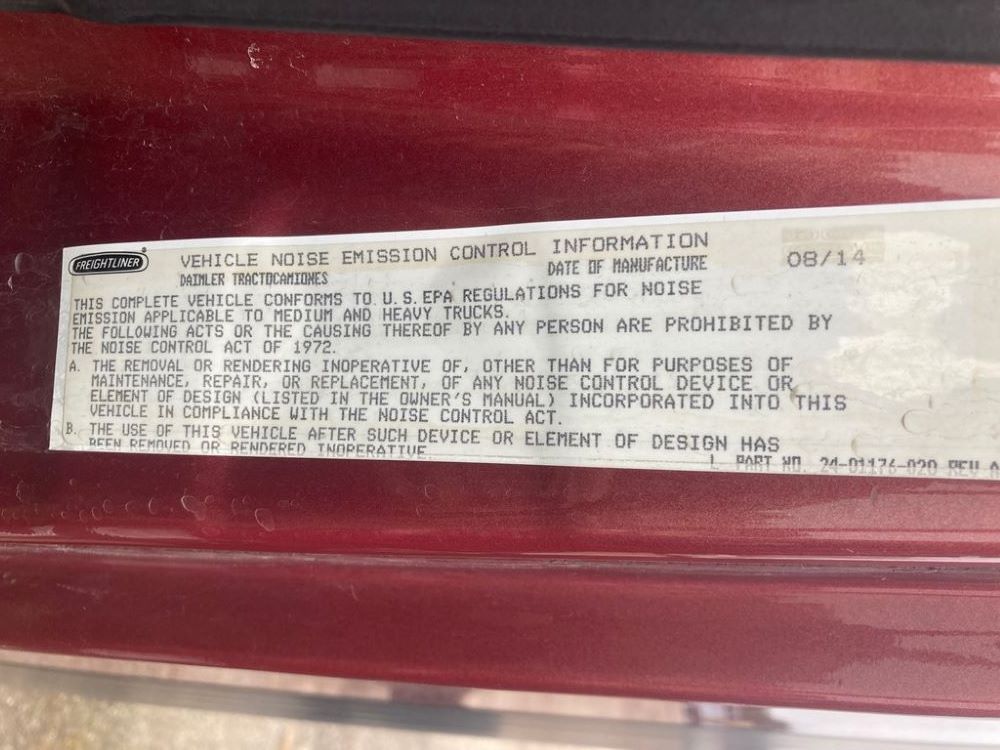 FREIGHTLINER
VEHICLE NOISE EMISSION CONTROL INFORMATION
DAIMLER TRACTOCAMIONES DATE OF MANUFACTURE 08/14
THIS COMPLETE VEHICLE CONFORMS TO U.S. EPA REGULATIONS FOR NOISE
EMISSION APPLICABLE TO MEDIUM AND HEAVY TRUCKS.
THE FOLLOWING ACTS OR THE CAUSING THEREOF BY ANY PERSON ARE PROHIBITED BY
THE NOISE CONTROL ACT OF 1972.
A. THE REMOVAL OR RENDERING INOPERATIVE OF, OTHER THAN FOR PURPOSES OF
MAINTENANCE, REPAIR, OR REPLACEMENT, OF ANY NOISE CONTROL DEVICE OR
ELEMENT OF DESIGN (LISTED IN THE OWNER'S MANUAL) INCORPORATED INTO THIS
VEHICLE IN COMPLIANCE WITH THE NOISE CONTROL ACT.
B. THE USE OF THIS VEHICLE AFTER SUCH DEVICE OR ELEMENT OF DESIGN HAS
BEEN REMOVED OR RENDERED INOPERATIVE.
PART NO. 24-01176-020 REV A